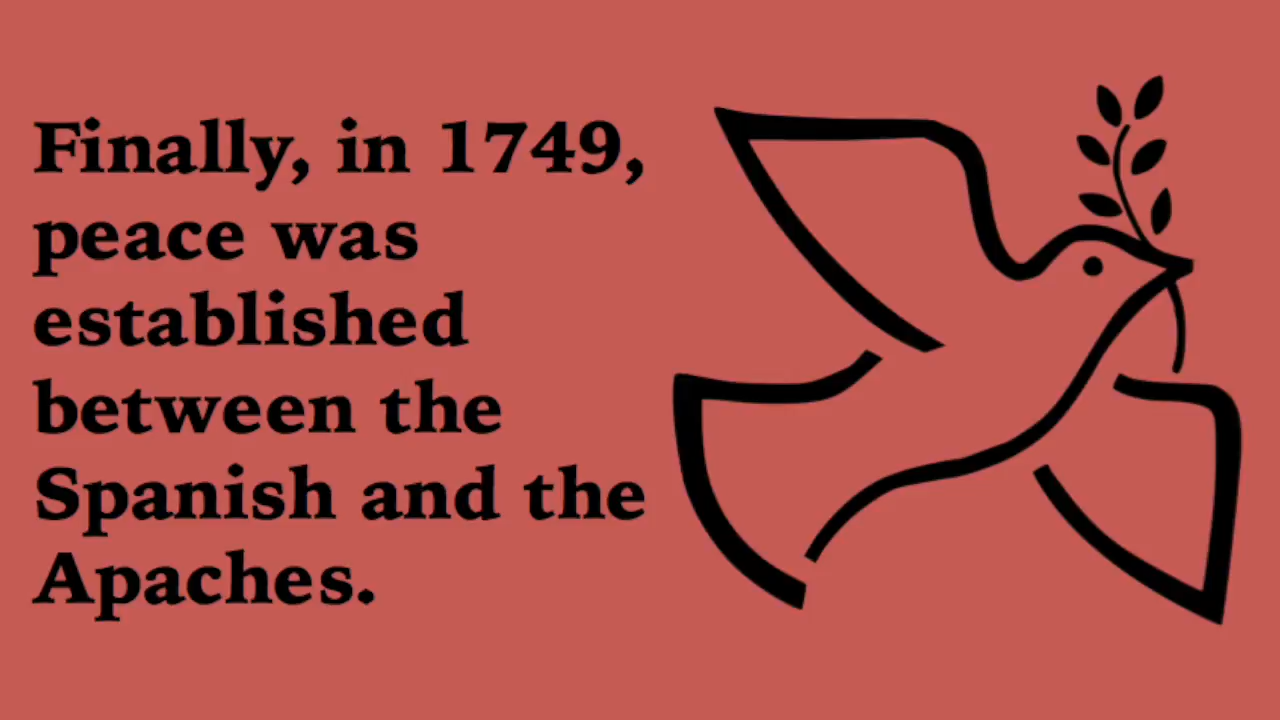 Finally, in 1749,
peace was
established
between the
Spanish and the
Apaches.